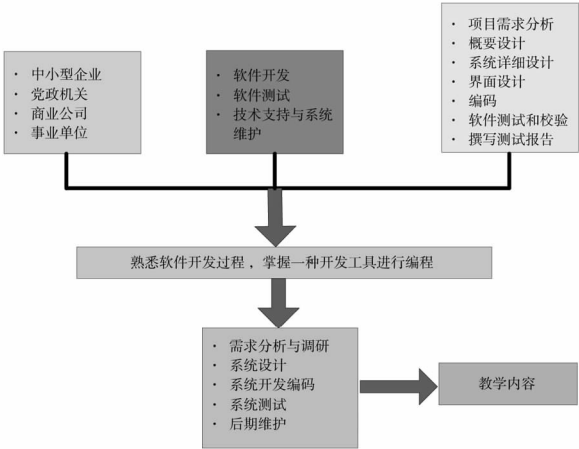 · 中小型企业
· 党政机关
· 商业公司
· 事业单位
· 软件开发
· 软件测试
· 技术支持与系统
维护
· 项目需求分析
· 概要设计
· 系统详细设计
· 界面设计
· 编码
· 软件测试和校验
· 撰写测试报告
熟悉软件开发过程，掌握一种开发工具进行编程
· 需求分析与调研
· 系统设计
· 系统开发编码
· 系统测试
· 后期维护
教学内容